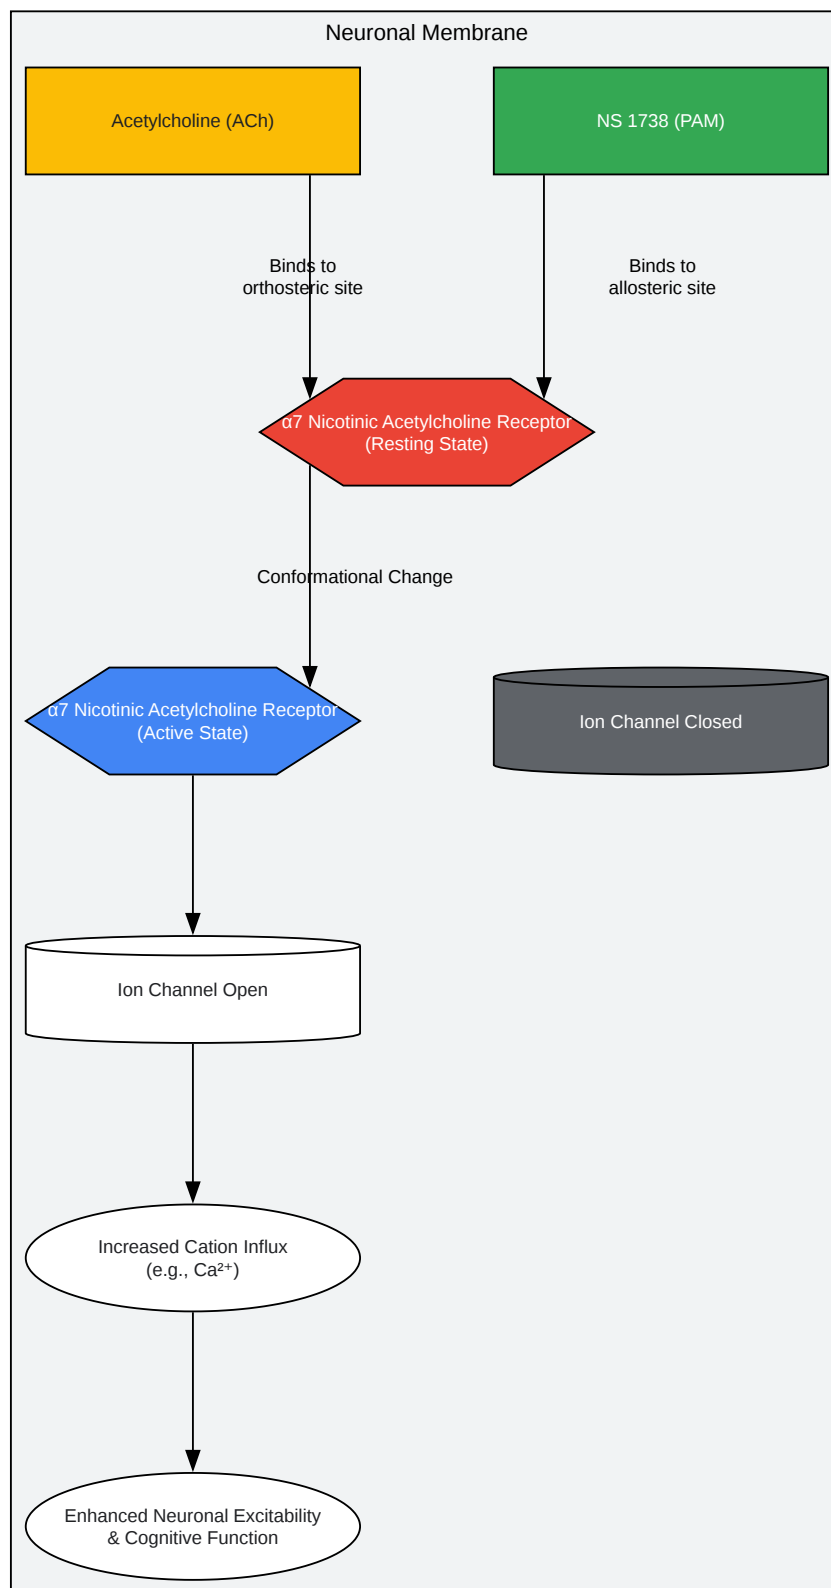 Neuronal Membrane
Acetylcholine (ACh)
NS 1738 (PAM)
Binds to
orthosteric site
Binds to
allosteric site
α7 Nicotinic Acetylcholine Receptor
(Resting State)
Conformational Change
α7 Nicotinic Acetylcholine Receptor
(Active State)
Ion Channel Closed
Ion Channel Open
Increased Cation Influx
(e.g., Ca²⁺)
Enhanced Neuronal Excitability
& Cognitive Function